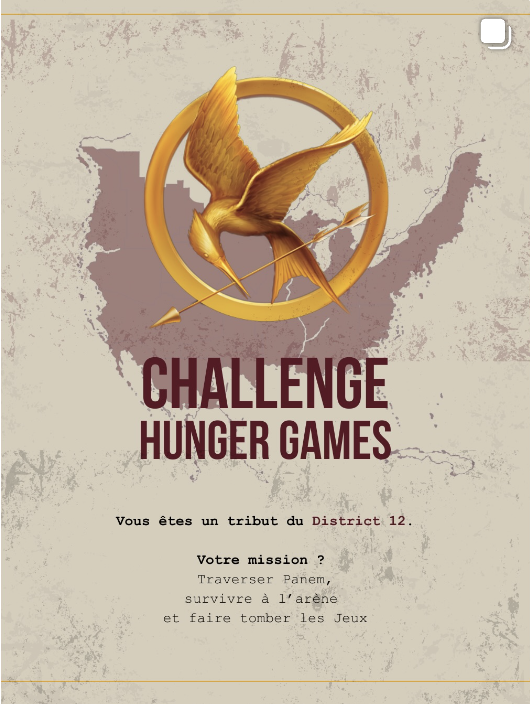 CHALLENGE
HUNGER GAMES
Vous êtes un tribut du District 12.
Votre mission ?
Traverser Panem,
survivre à l’arène
et faire tomber les Jeux